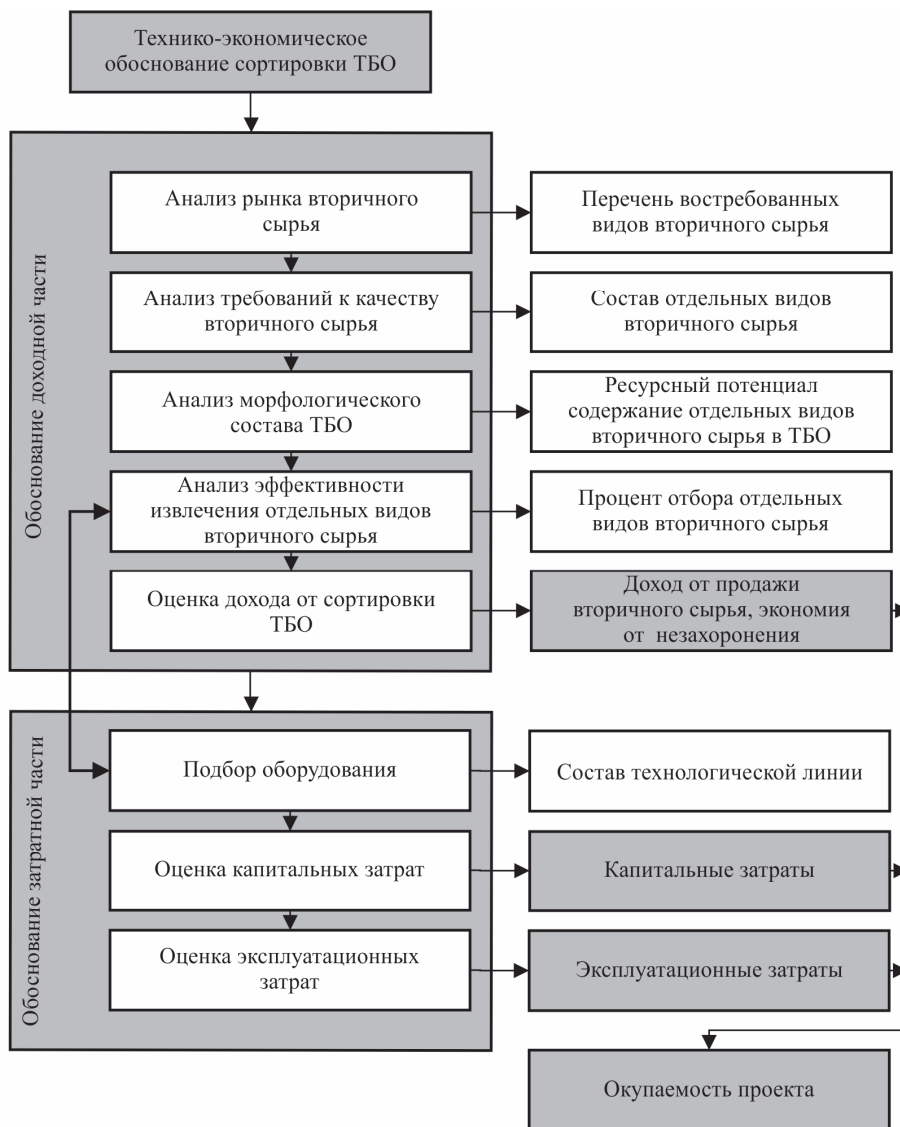 Технико-экономическое
обоснование сортировки ТБО
Обоснование доходной части
Анализ рынка вторичного
сырья
Перечень востребованных
видов вторичного сырья
Анализ требований к качеству
вторичного сырья
Состав отдельных видов
вторичного сырья
Анализ морфологического
состава ТБО
Ресурсный потенциал
содержание отдельных видов
вторичного сырья в ТБО
Анализ эффективности
извлечения отдельных видов
вторичного сырья
Процент отбора отдельных
видов вторичного сырья
Оценка дохода от сортировки
ТБО
Доход от продажи
вторичного сырья, экономия
от незахоронения
Обоснование затратной части
Подбор оборудования
Состав технологической линии
Оценка капитальных затрат
Капитальные затраты
Оценка эксплуатационных
затрат
Эксплуатационные затраты
Окупаемость проекта